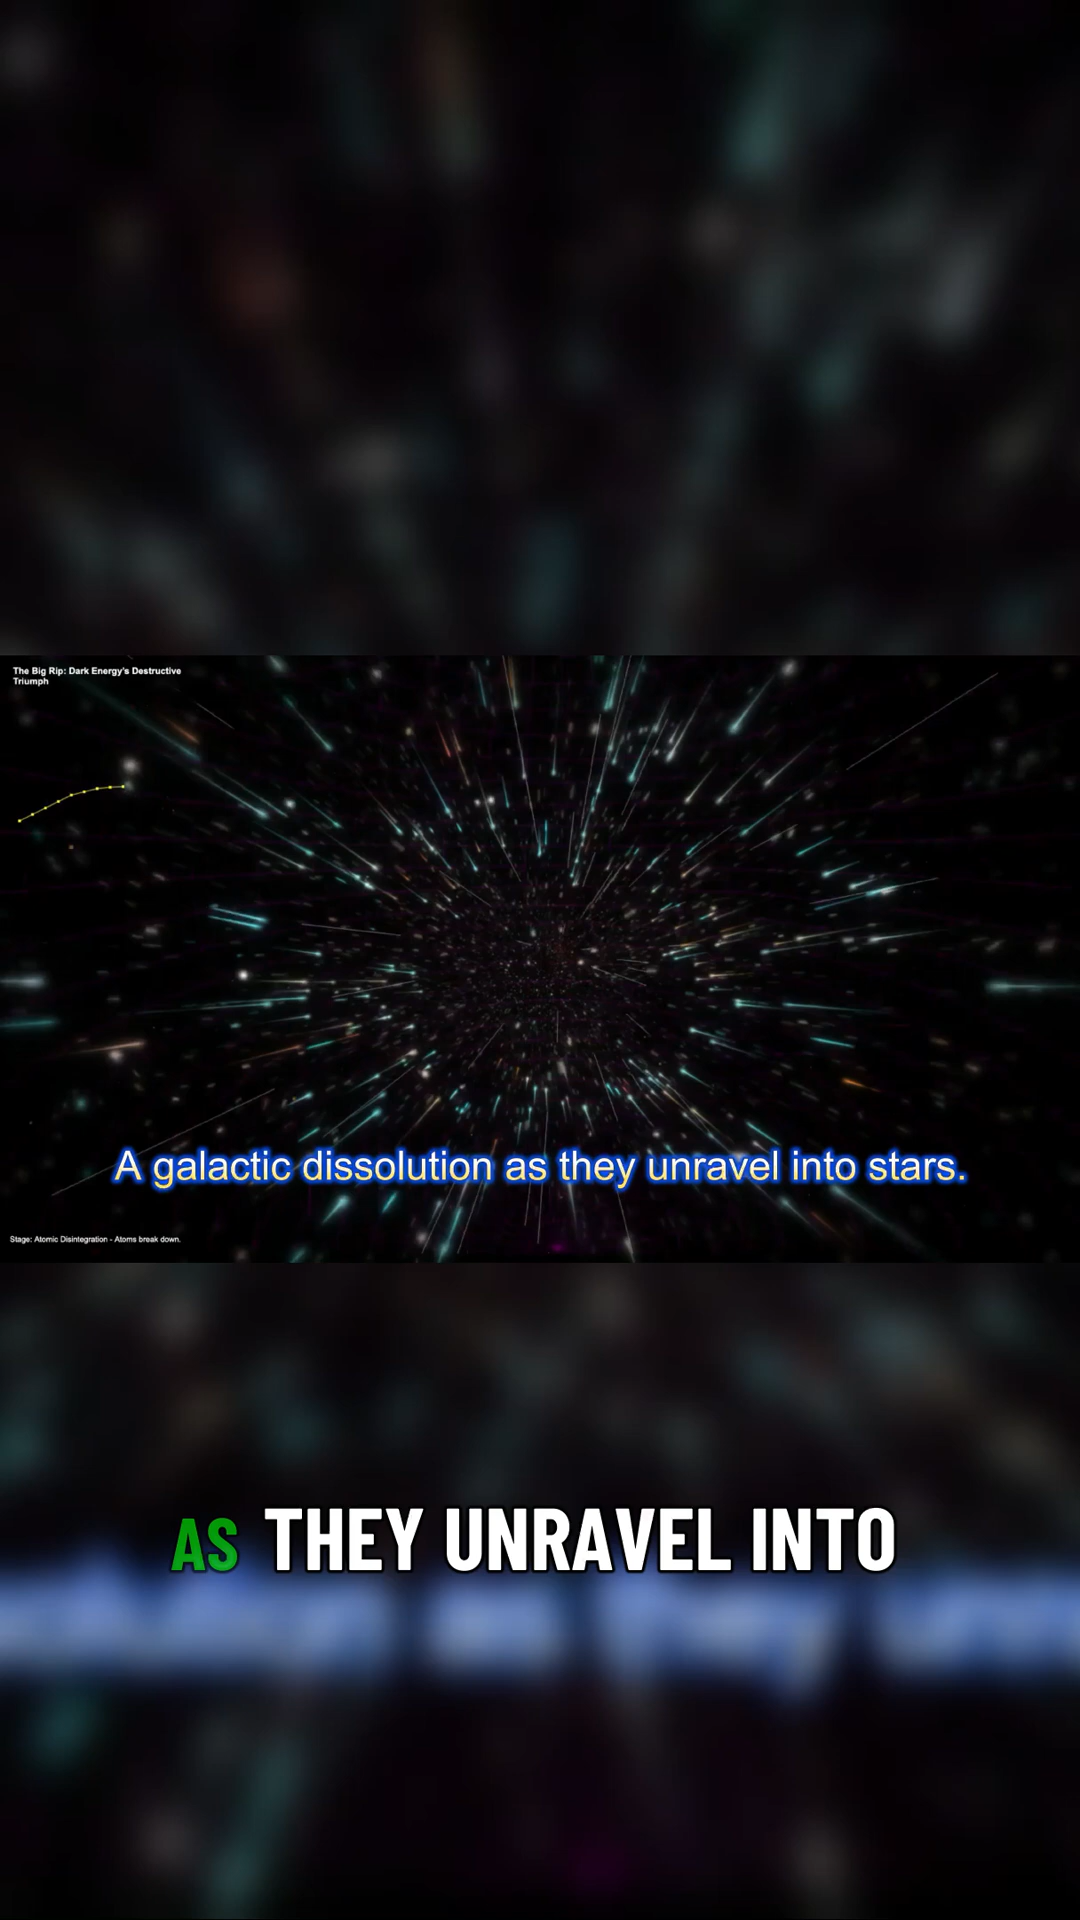 The Big Rip: Dark Energy's Destructive
Triumph
A galactic dissolution as they unravel into stars.
Stage: Atomic Disintegration - Atoms break down.
AS THEY UNRAVEL INTO